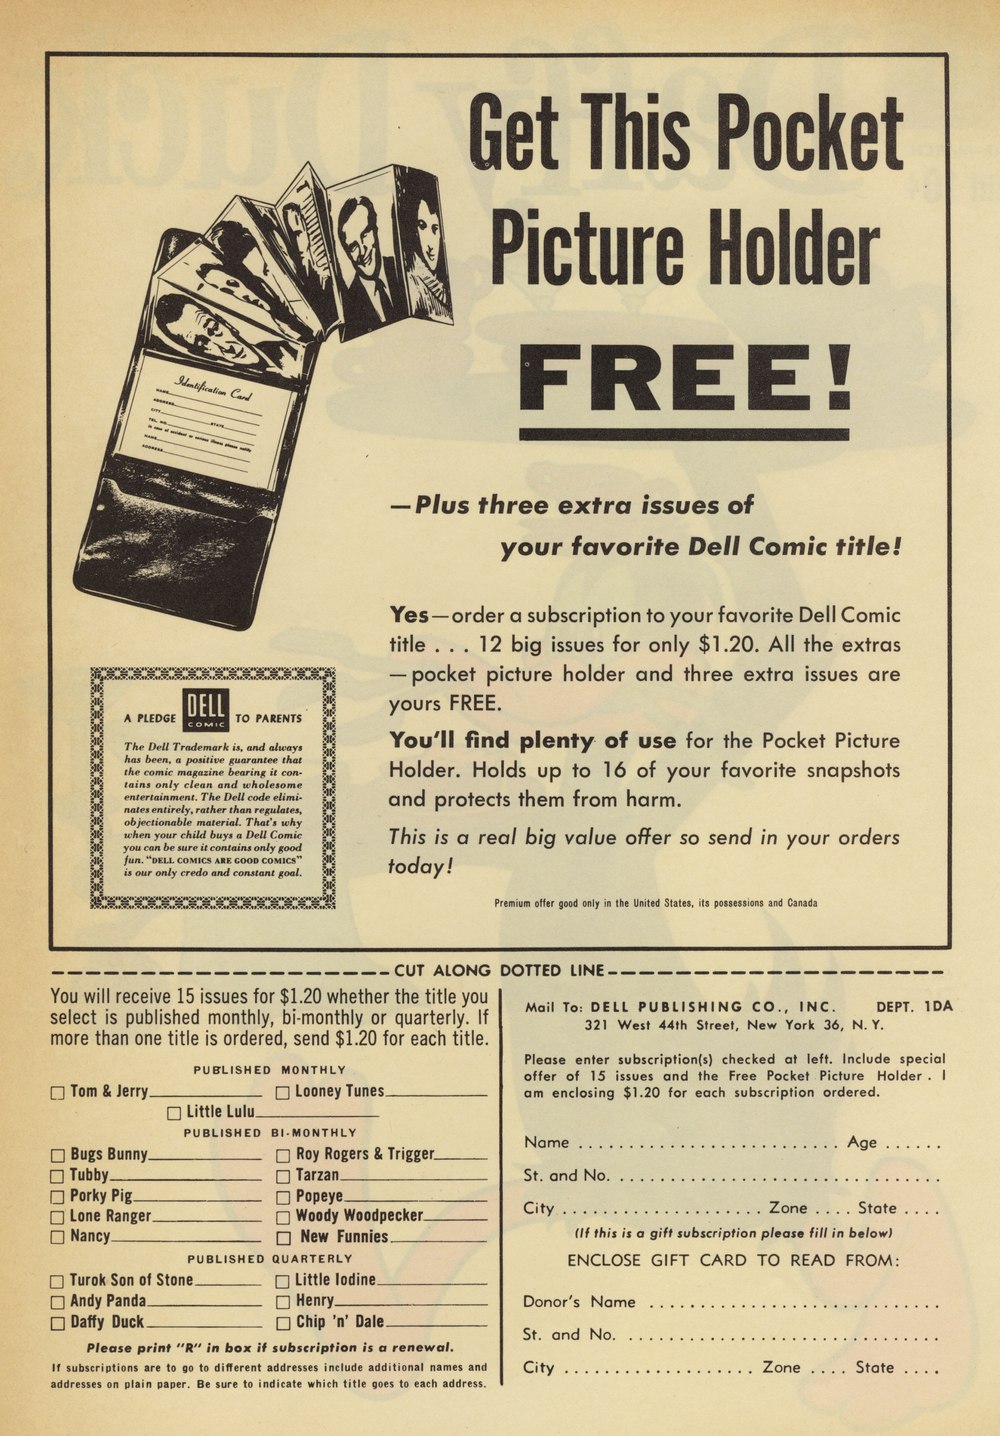 Get This Pocket
Picture Holder
FREE!
—Plus three extra issues of
your favorite Dell Comic title!
Identification Card
NAME
ADDRESS
CITY
TEL. NO. STATE
In case of accident or serious illness please notify
NAME
ADDRESS
Yes—order a subscription to your favorite Dell Comic
title . . . 12 big issues for only $1.20. All the extras
—pocket picture holder and three extra issues are
yours FREE.
You'll find plenty of use for the Pocket Picture
Holder. Holds up to 16 of your favorite snapshots
and protects them from harm.
This is a real big value offer so send in your orders
today!
Premium offer good only in the United States, its possessions and Canada
A PLEDGE DELL COMIC TO PARENTS
The Dell Trademark is, and always
has been, a positive guarantee that
the comic magazine bearing it con-
tains only clean and wholesome
entertainment. The Dell code elimi-
nates entirely, rather than regulates,
objectionable material. That's why
when your child buys a Dell Comic
you can be sure it contains only good
fun. "DELL COMICS ARE GOOD COMICS"
is our only credo and constant goal.
CUT ALONG DOTTED LINE
You will receive 15 issues for $1.20 whether the title you
select is published monthly, bi-monthly or quarterly. If
more than one title is ordered, send $1.20 for each title.
PUBLISHED MONTHLY
Tom & Jerry Looney Tunes
Little Lulu
PUBLISHED BI-MONTHLY
Bugs Bunny Roy Rogers & Trigger
Tubby Tarzan
Porky Pig Popeye
Lone Ranger Woody Woodpecker
Nancy New Funnies
PUBLISHED QUARTERLY
Turok Son of Stone Little Iodine
Andy Panda Henry
Daffy Duck Chip 'n' Dale
Please print "R" in box if subscription is a renewal.
If subscriptions are to go to different addresses include additional names and
addresses on plain paper. Be sure to indicate which title goes to each address.
Mail To: DELL PUBLISHING CO., INC. DEPT. 1DA
321 West 44th Street, New York 36, N. Y.
Please enter subscription(s) checked at left. Include special
offer of 15 issues and the Free Pocket Picture Holder. I
am enclosing $1.20 for each subscription ordered.
Name . . . . . . . . . . . . . . . . . . . . . . . . . . Age . . . . . .
St. and No. . . . . . . . . . . . . . . . . . . . . . . . . . . . . . . .
City . . . . . . . . . . . . . . . . . . . . Zone . . . . State . . . .
(If this is a gift subscription please fill in below)
ENCLOSE GIFT CARD TO READ FROM:
Donor's Name . . . . . . . . . . . . . . . . . . . . . . . . . . . . .
St. and No. . . . . . . . . . . . . . . . . . . . . . . . . . . . . . .
City . . . . . . . . . . . . . . . . . . . Zone . . . . State . . . .